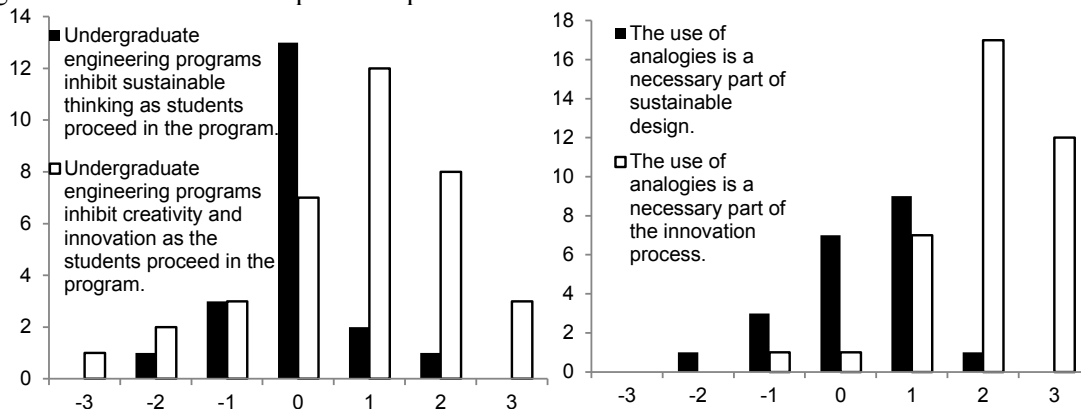 14
12
10
8
6
4
2
0
Undergraduate
engineering programs
inhibit sustainable
thinking as students
proceed in the program.
Undergraduate
engineering programs
inhibit creativity and
innovation as the
students proceed in the
program.
-3 -2 -1 0 1 2 3
18
16
14
12
10
8
6
4
2
0
The use of
analogies is a
necessary part of
sustainable
design.
The use of
analogies is a
necessary part of
the innovation
process.
-3 -2 -1 0 1 2 3